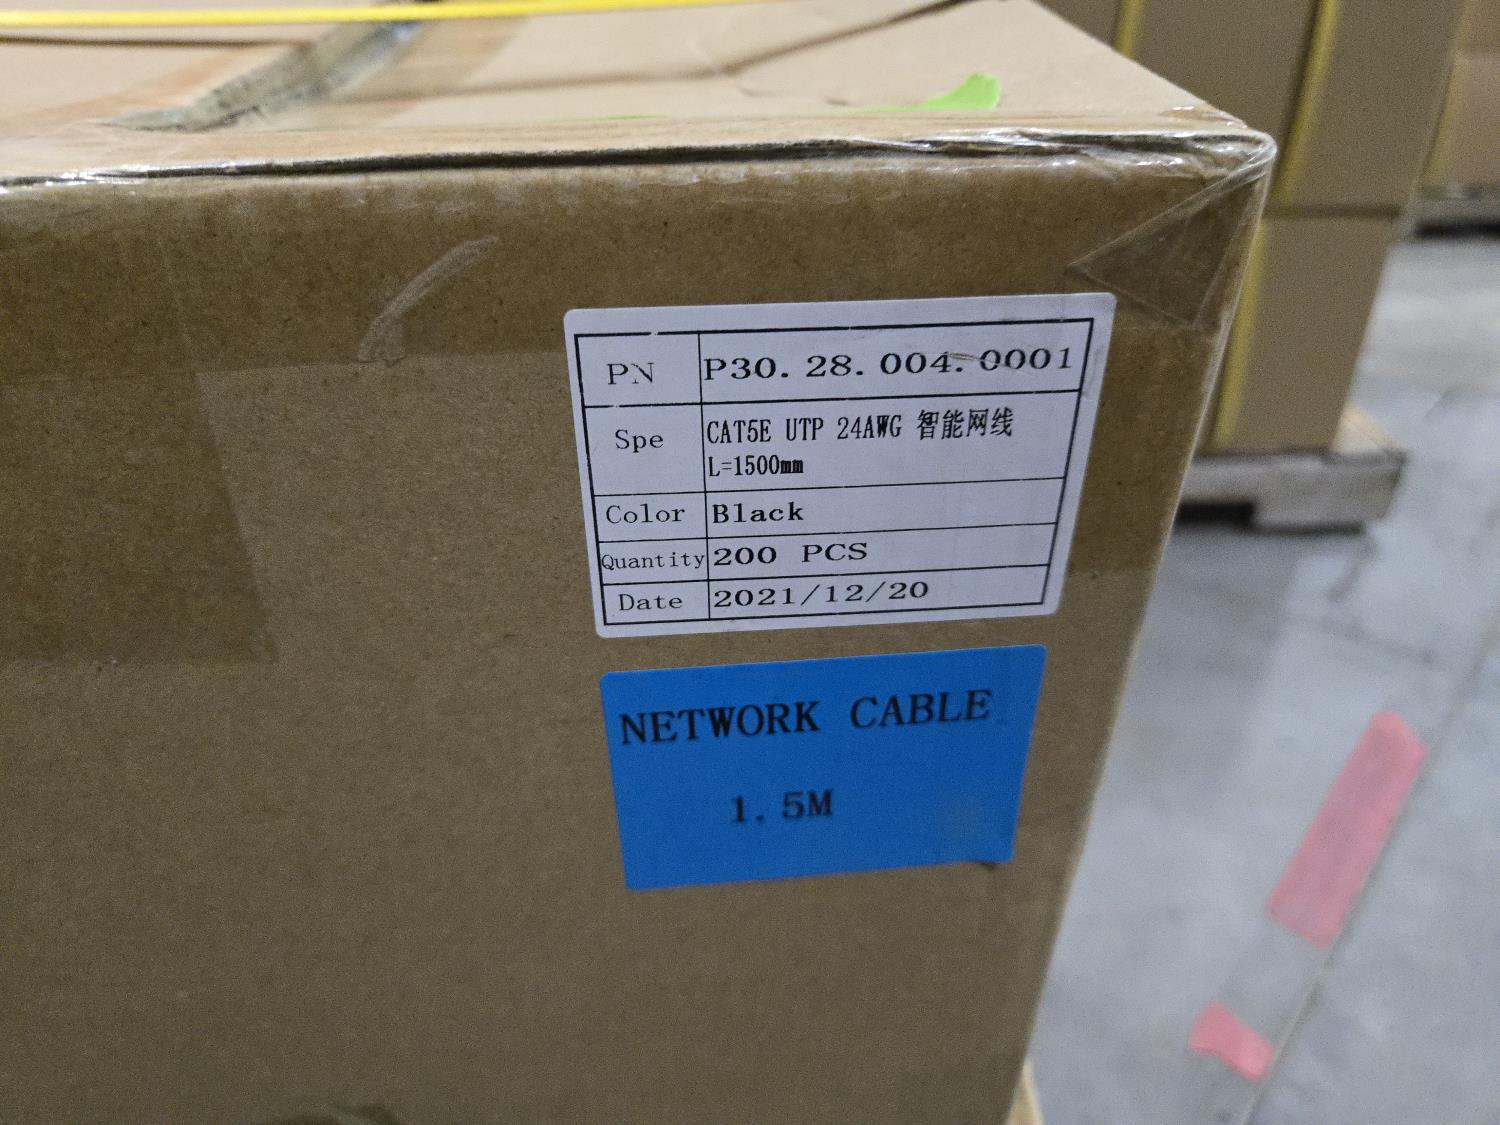 PN P30.28.004.0001
Spe CAT5E UTP 24AWG 智能网线
L=1500mm
Color Black
Quantity 200 PCS
Date 2021/12/20
NETWORK CABLE
1.5M